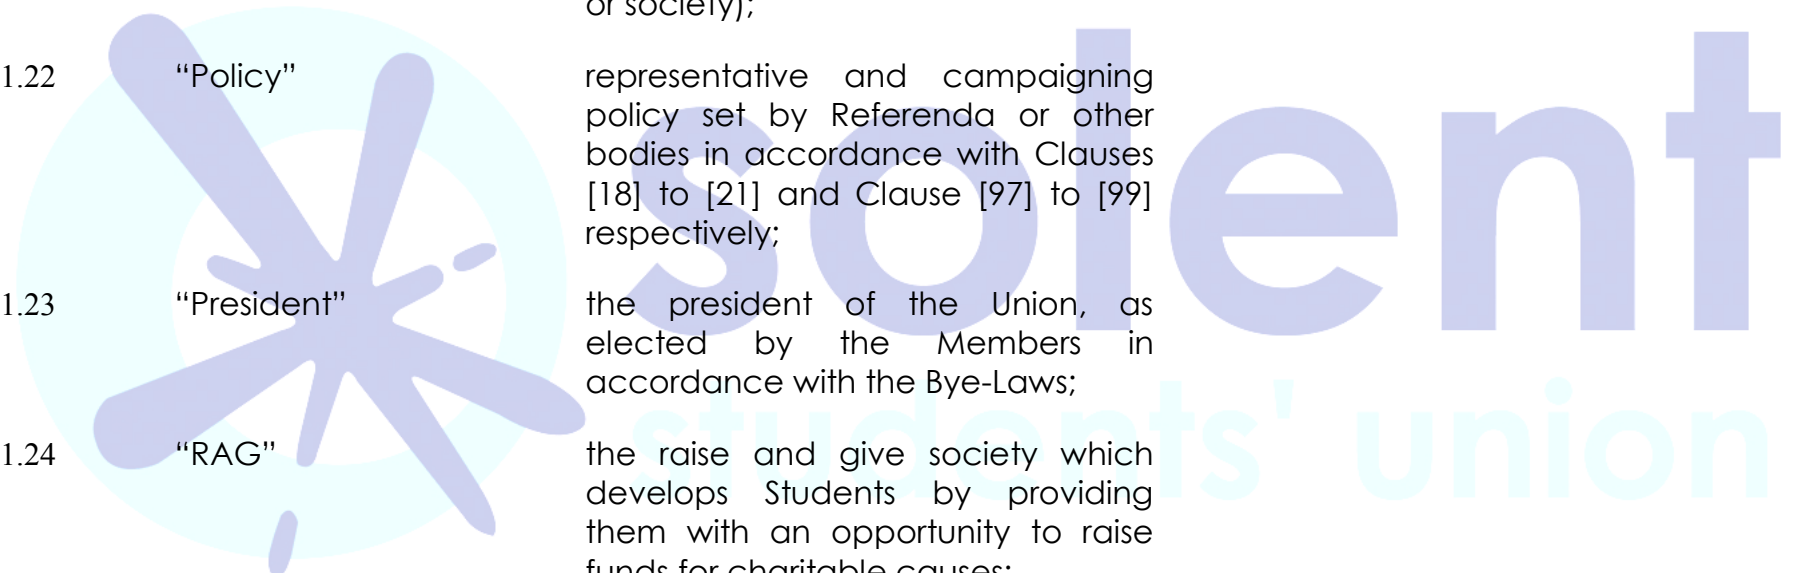 or society);
1.22 “Policy” representative and campaigning
policy set by Referenda or other
bodies in accordance with Clauses
[18] to [21] and Clause [97] to [99]
respectively;
1.23 “President” the president of the Union, as
elected by the Members in
accordance with the Bye-Laws;
1.24 “RAG” the raise and give society which
develops Students by providing
them with an opportunity to raise
funds for charitable causes;
solent
students' union